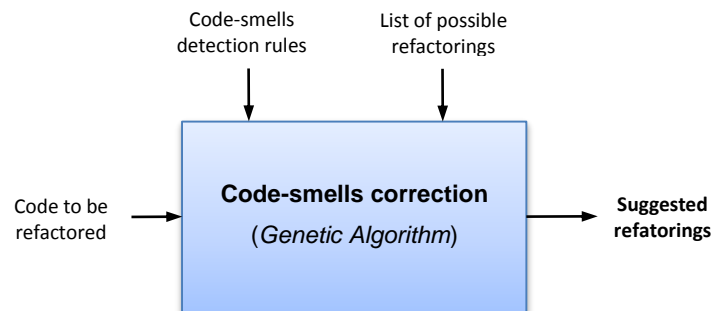 Code-smells
detection rules
List of possible
refactorings
Code-smells correction
(Genetic Algorithm)
Code to be
refactored
Suggested
refatorings